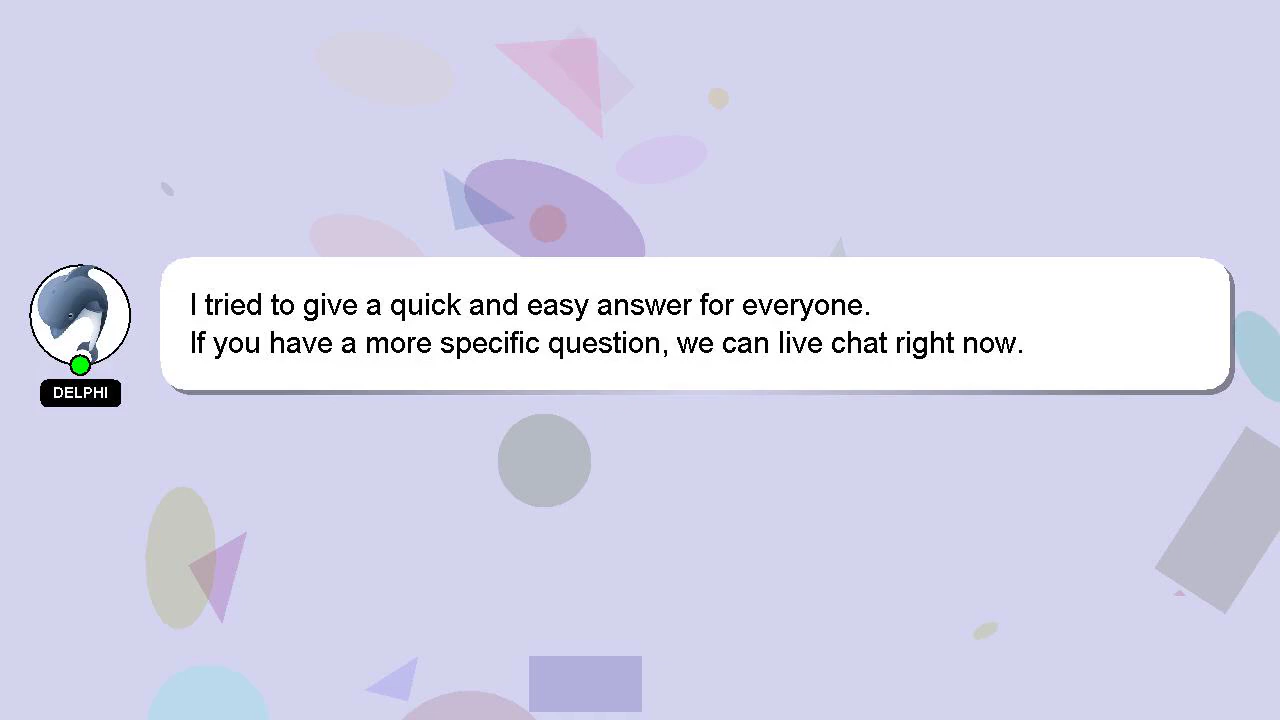 I tried to give a quick and easy answer for everyone.
If you have a more specific question, we can live chat right now.
DELPHI